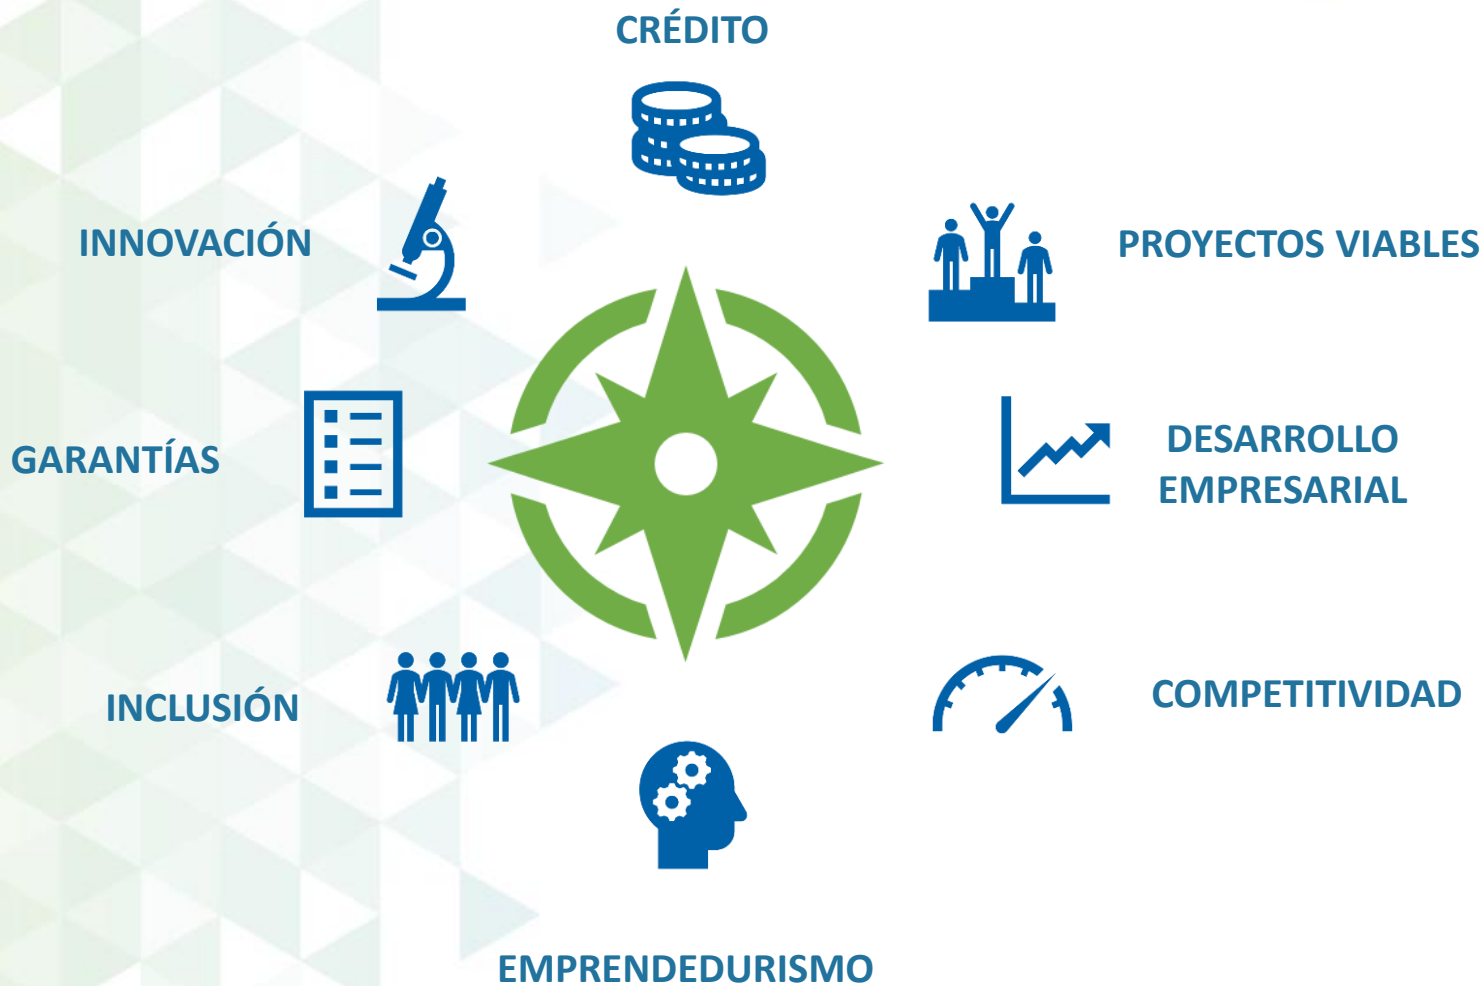 CRÉDITO
INNOVACIÓN
PROYECTOS VIABLES
GARANTÍAS
DESARROLLO
EMPRESARIAL
INCLUSIÓN
COMPETITIVIDAD
EMPRENDEDURISMO